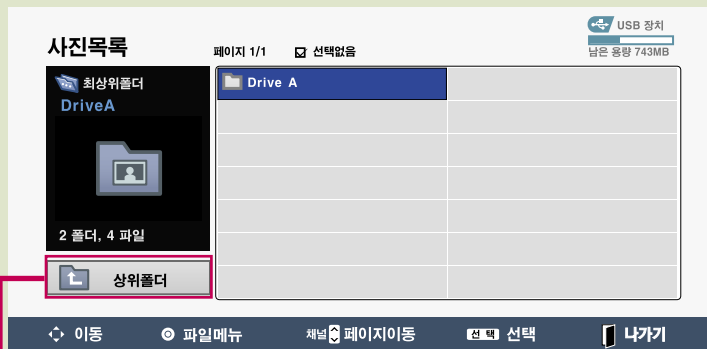 USB 장치
사진목록
페이지 1/1
선택없음
남은 용량 743MB
최상위폴더
DriveA
2 폴더, 4 파일
상위폴더
Drive A
이동
파일메뉴
채널 페이지이동
선택 선택
나가기